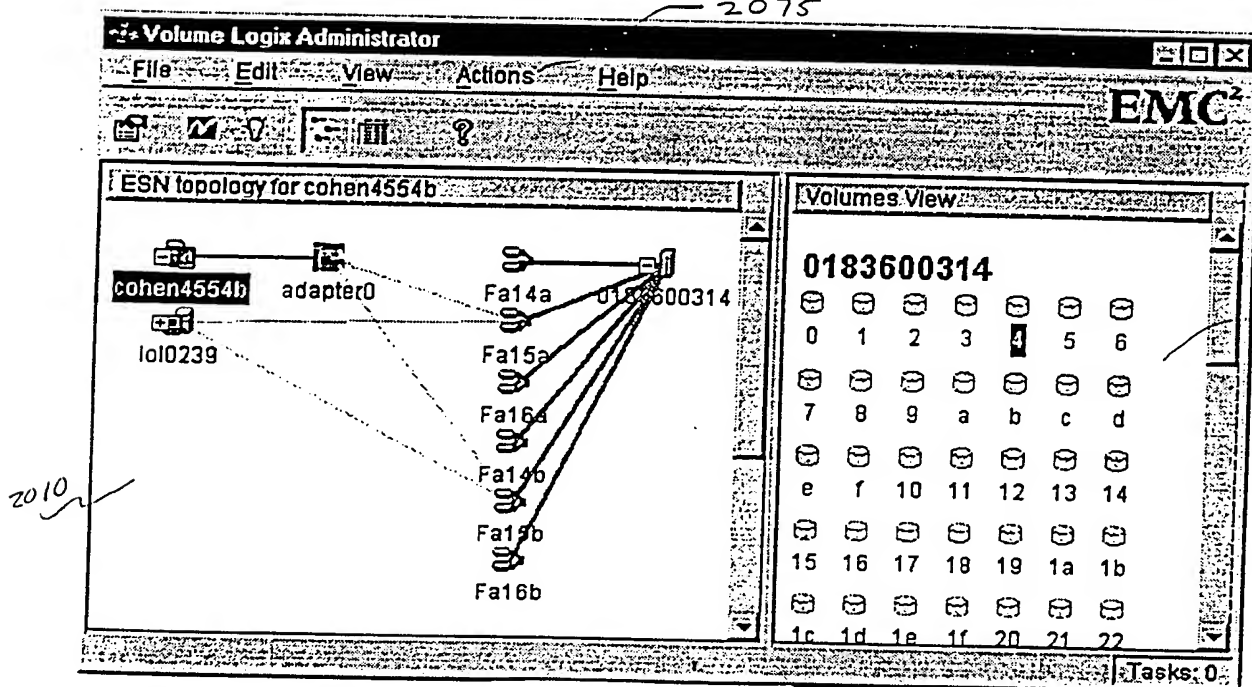 2075
Volume Logix Administrator
File Edit View Actions Help
EMC²
ESN topology for cohen4554b
Volumes View
cohen4554b adapter0 Fa14a 0183600314
lol0239 Fa15a
Fa16a
Fa14b
Fa15b
Fa16b
2010
0183600314
0 1 2 3 4 5 6
7 8 9 a b c d
e f 10 11 12 13 14
15 16 17 18 19 1a 1b
1c 1d 1e 1f 20 21 22
Tasks: 0